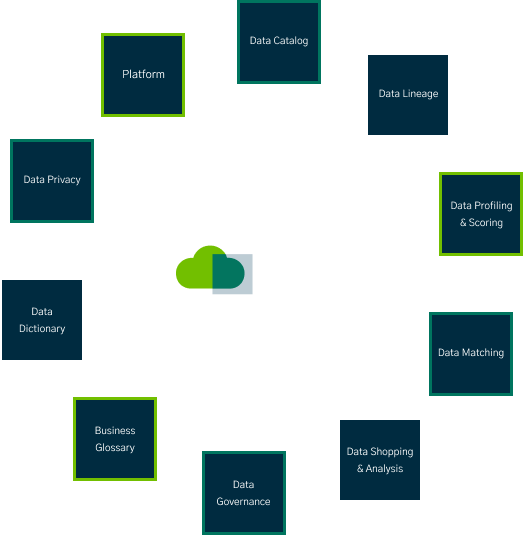 Data Catalog
Platform
Data Lineage
Data Privacy
Data Profiling
& Scoring
Data
Dictionary
Data Matching
Business
Glossary
Data Shopping
& Analysis
Data
Governance